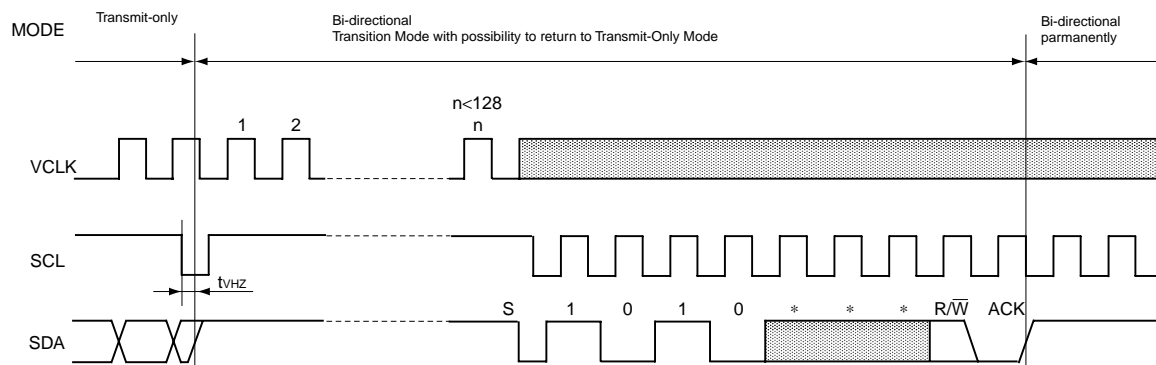 MODE
Transmit-only
Bi-directional
Transition Mode with possibility to return to Transmit-Only Mode
Bi-directional
parmanently
VCLK
1 2
n<128
n
SCL
tVHZ
SDA
S 1 0 1 0 * * * R/W̅ ACK